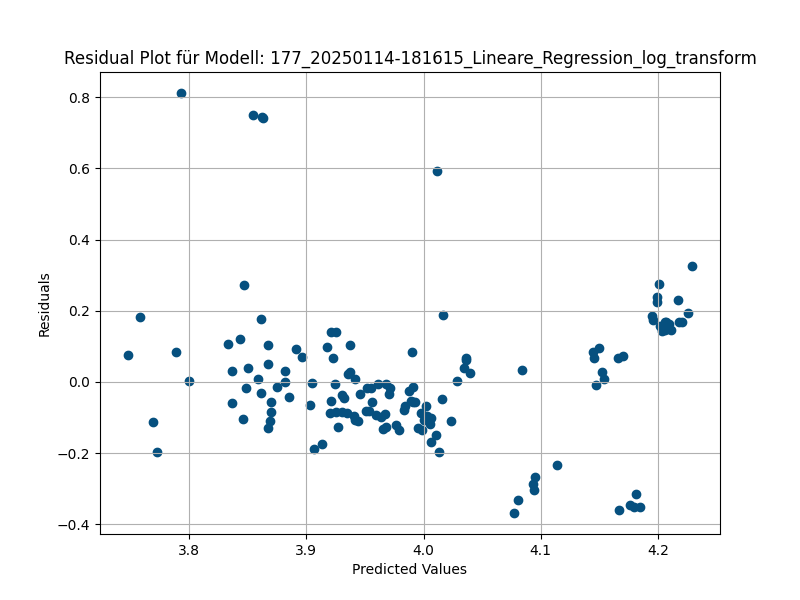 Residual Plot für Modell: 177_20250114-181615_Lineare_Regression_log_transform
0.8
0.6
0.4
0.2
0.0
−0.2
−0.4
Residuals
3.8 3.9 4.0 4.1 4.2
Predicted Values